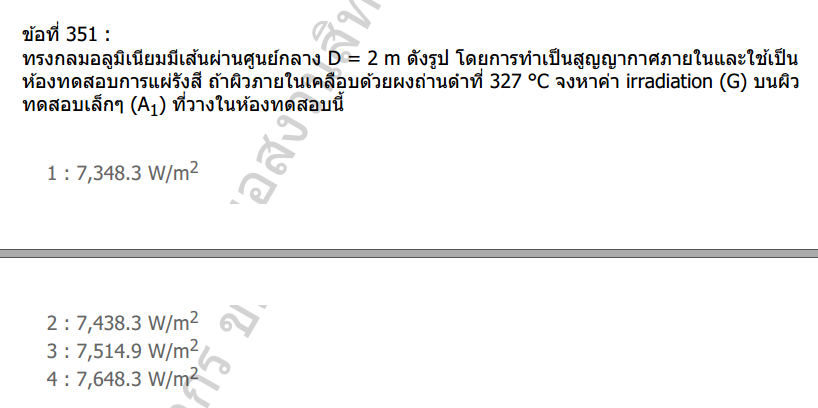 ข้อที่ 351 :
ทรงกลมอลูมิเนียมมีเส้นผ่านศูนย์กลาง D = 2 m ดังรูป โดยการทำเป็นสูญญากาศภายในและใช้เป็น
ห้องทดสอบการแผ่รังสี ถ้าผิวภายในเคลือบด้วยผงถ่านดำที่ 327 °C จงหาค่า irradiation (G) บนผิว
ทดสอบเล็กๆ (A₁) ที่วางในห้องทดสอบนี้
1 : 7,348.3 W/m²
2 : 7,438.3 W/m²
3 : 7,514.9 W/m²
4 : 7,648.3 W/m²